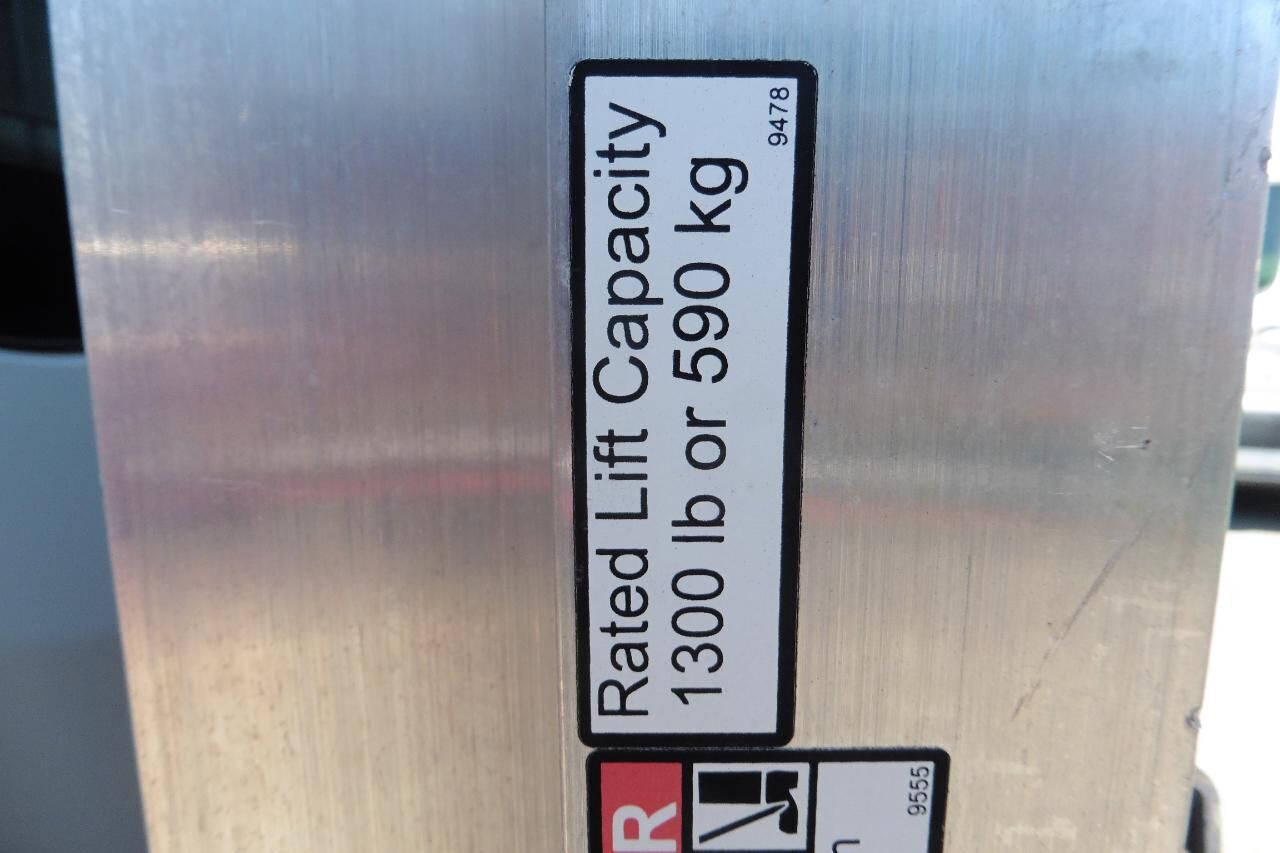 Rated Lift Capacity
1300 lb or 590 kg
9478
R
n
9555